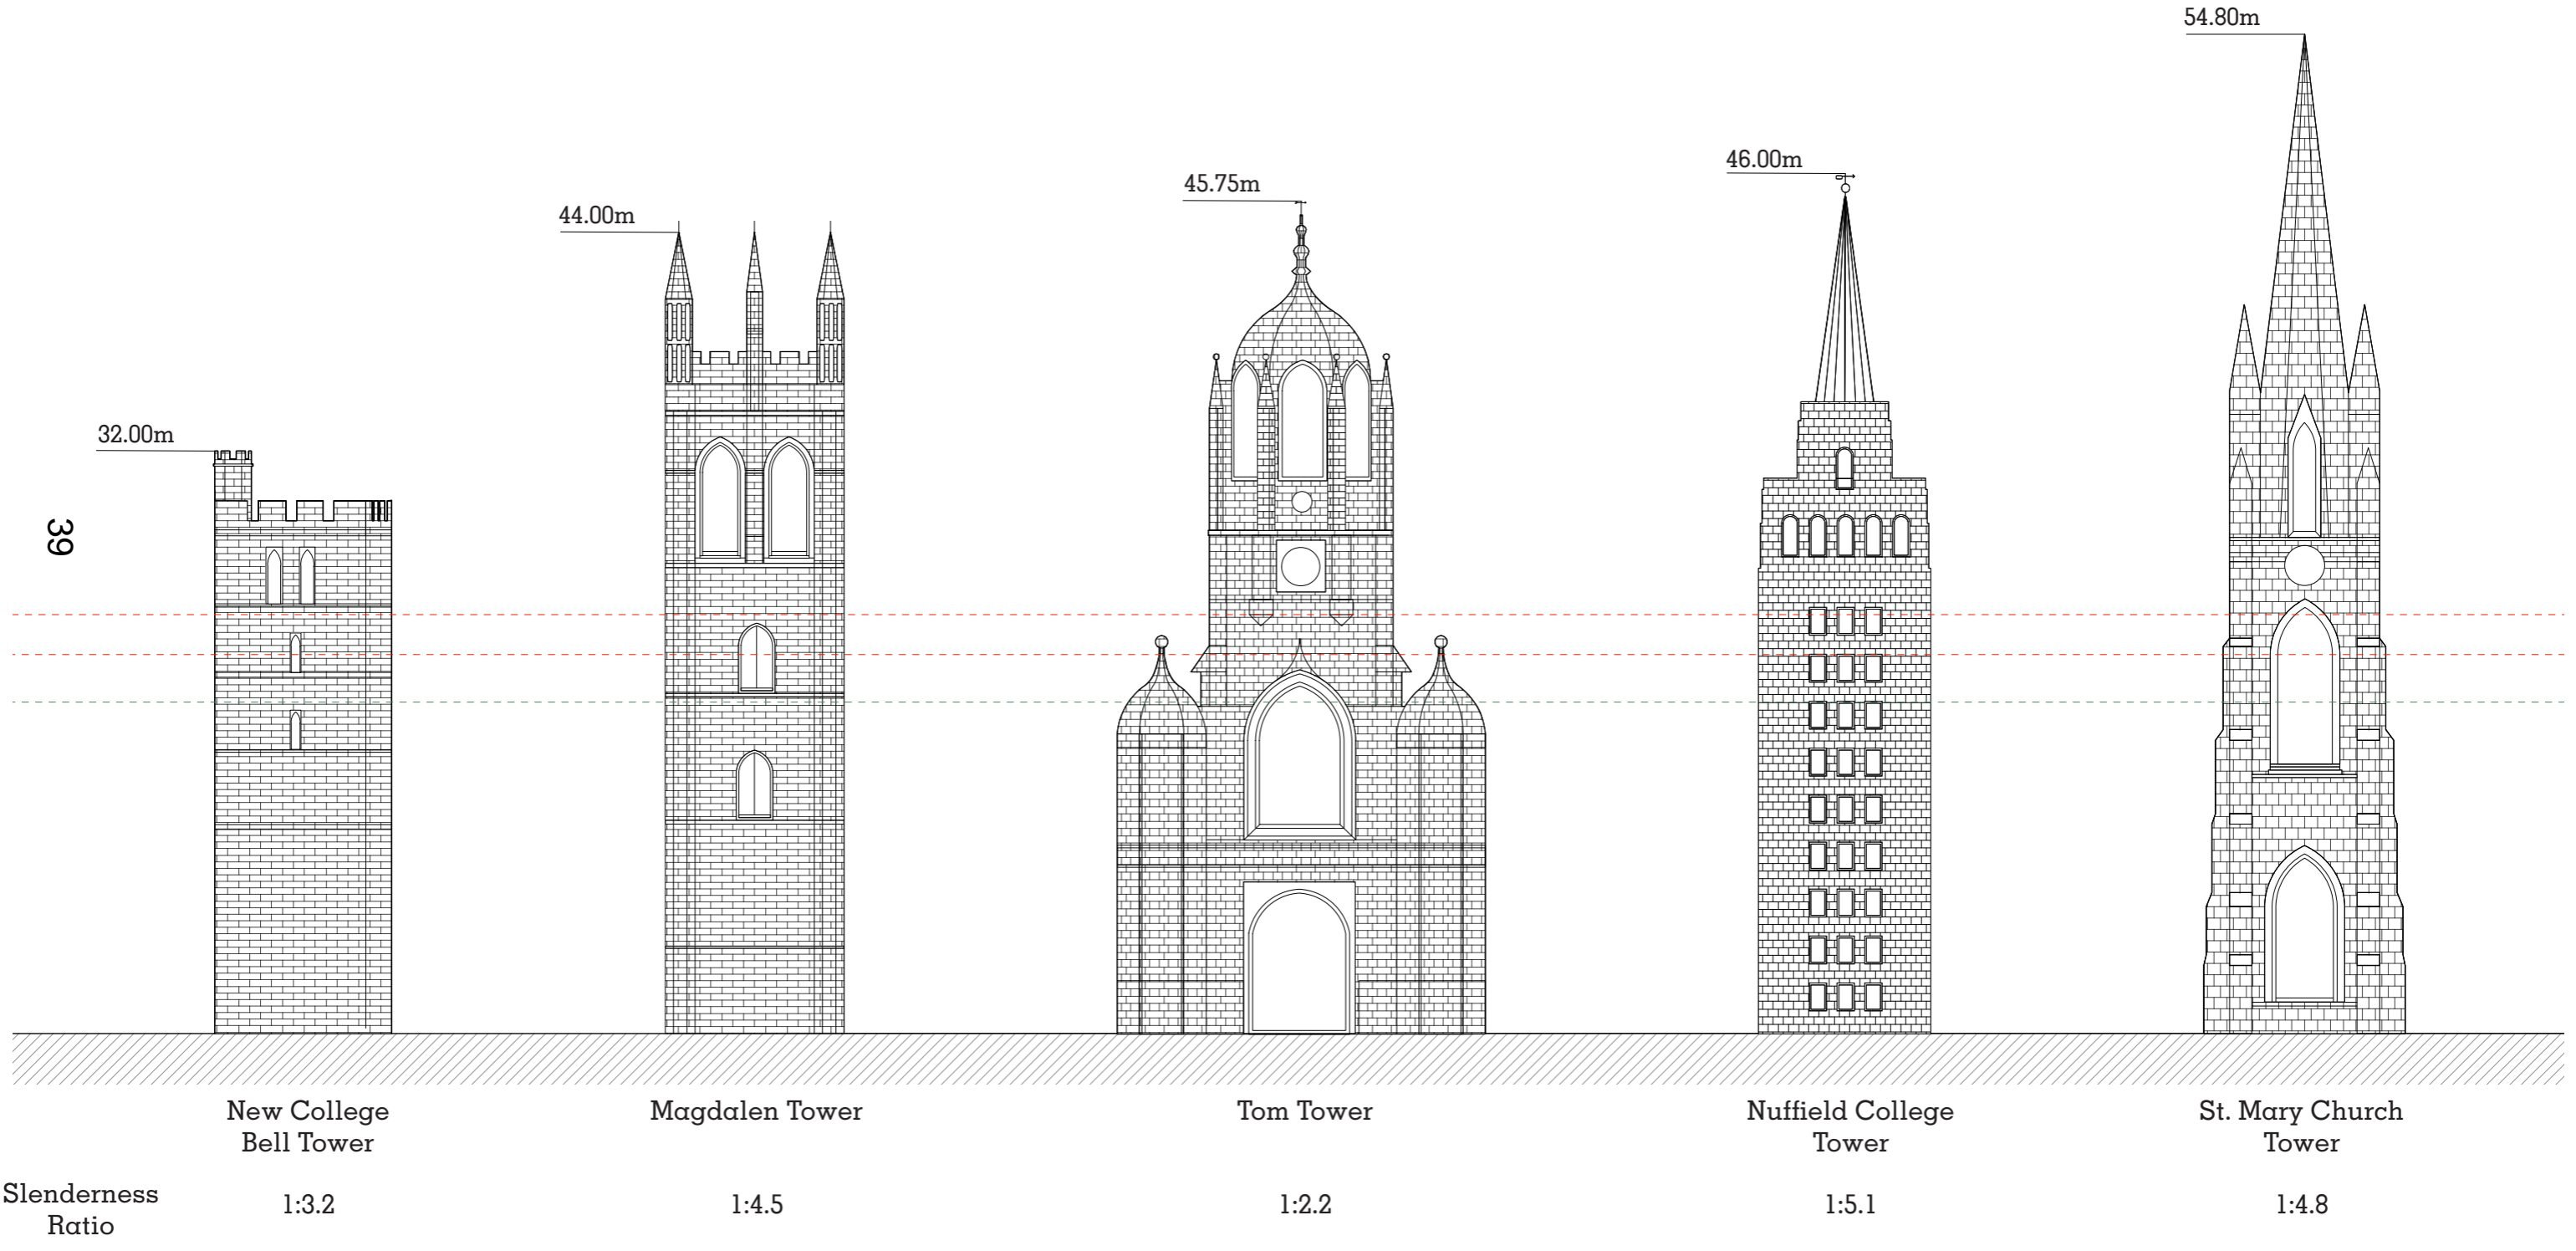 54.80m
46.00m
45.75m
44.00m
32.00m
39
New College
Bell Tower
Magdalen Tower
Tom Tower
Nuffield College
Tower
St. Mary Church
Tower
Slenderness
Ratio
1:3.2
1:4.5
1:2.2
1:5.1
1:4.8